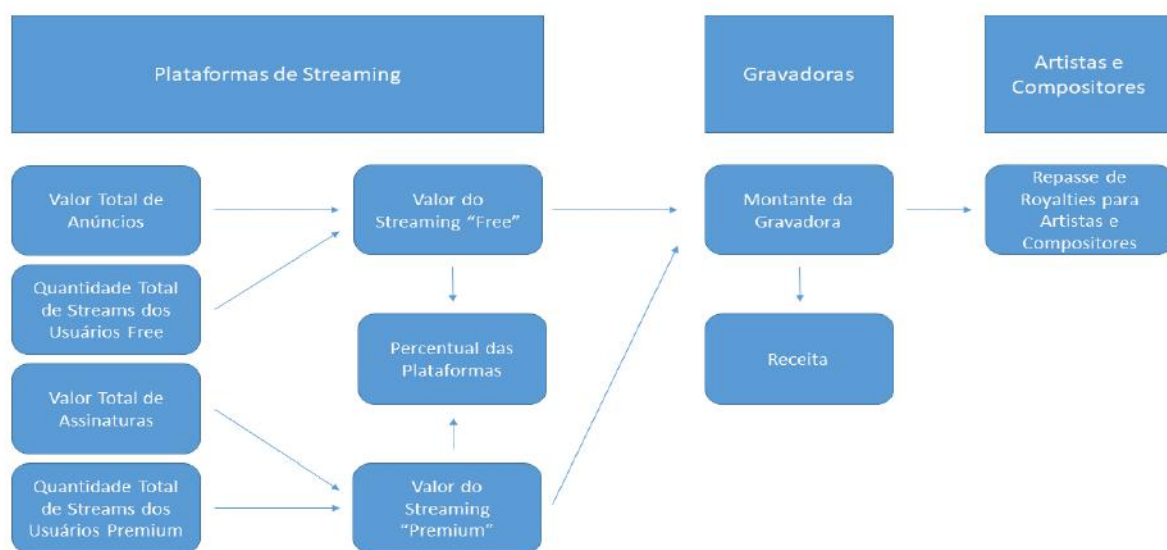 Plataformas de Streaming
Gravadoras
Artistas e
Compositores
Valor Total de
Anúncios
Valor do
Streaming “Free”
Montante da
Gravadora
Repasse de
Royalties para
Artistas e
Compositores
Quantidade Total
de Streams dos
Usuários Free
Percentual das
Plataformas
Receita
Valor Total de
Assinaturas
Quantidade Total
de Streams dos
Usuários Premium
Valor do
Streaming
“Premium”